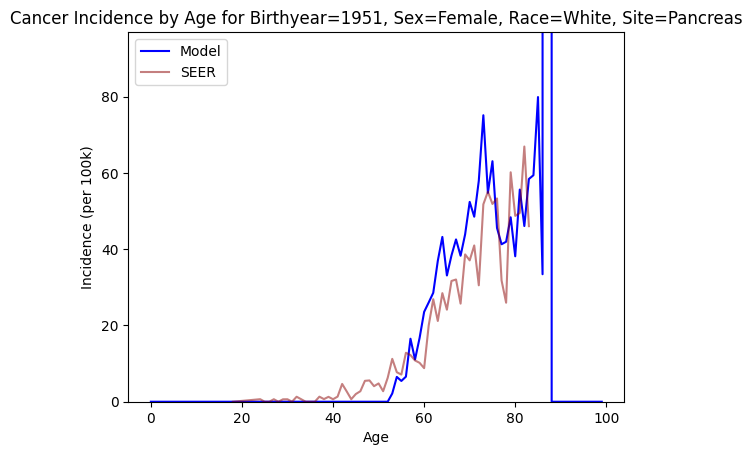 Cancer Incidence by Age for Birthyear=1951, Sex=Female, Race=White, Site=Pancreas
Model
SEER
Incidence (per 100k)
80
60
40
20
0
0 20 40 60 80 100
Age